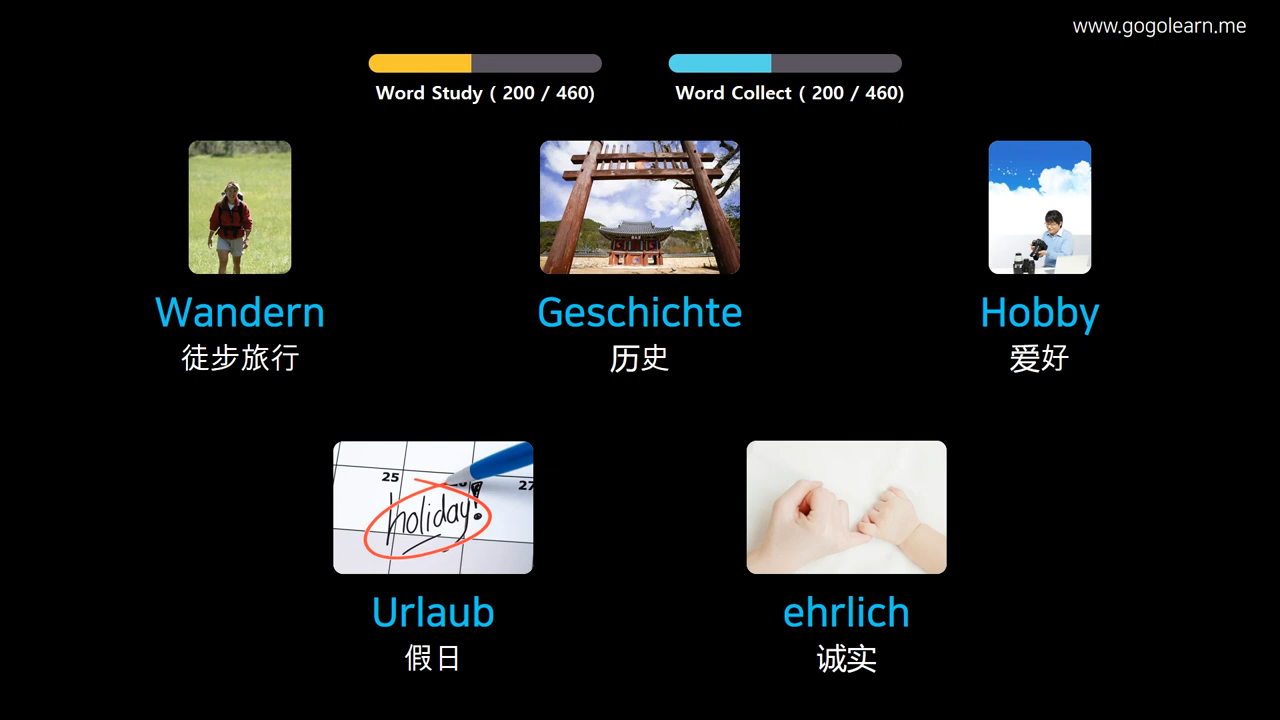 www.gogolearn.me
Word Study ( 200 / 460)
Word Collect ( 200 / 460)
Wandern
徒步旅行
Geschichte
历史
Hobby
爱好
25
27
holiday!
Urlaub
假日
ehrlich
诚实